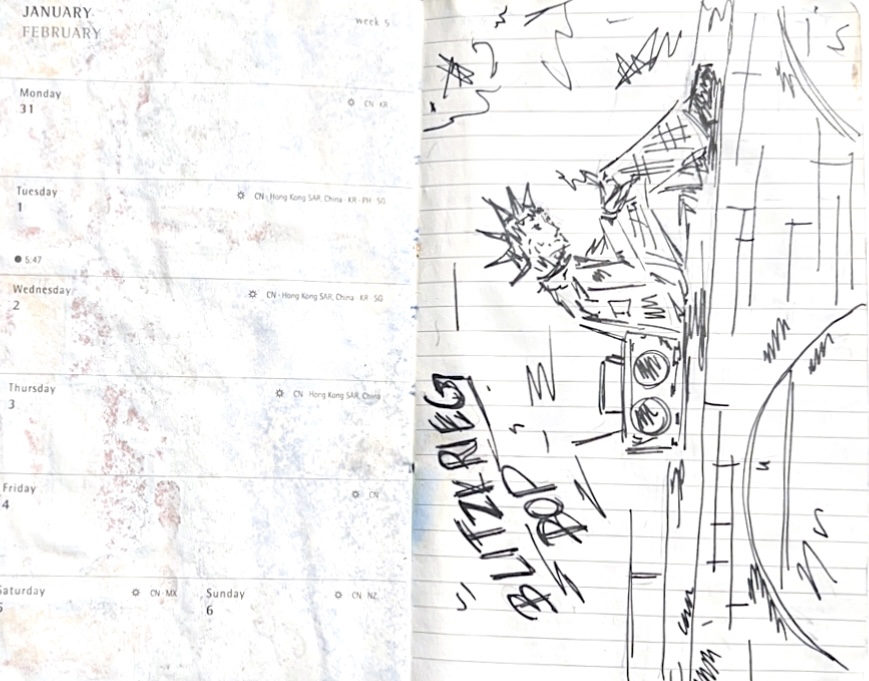 JANUARY
FEBRUARY
week 5
Monday
31
CN · KR
Tuesday
1
CN · Hong Kong SAR, China · KR · PH · SG
5:47
Wednesday
2
CN · Hong Kong SAR, China · KR · SG
Thursday
3
CN · Hong Kong SAR, China
Friday
4
CN
Saturday
5
CN · MX
Sunday
6
CN · NZ
BLITZKRIEG
BOP